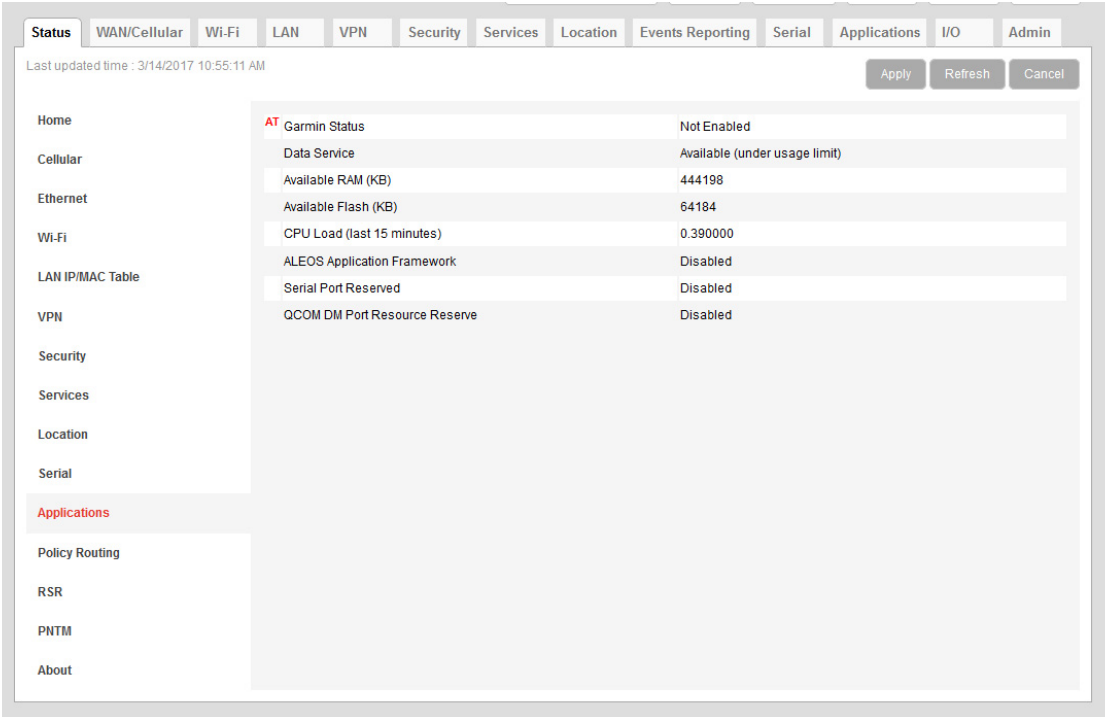 Status WAN/Cellular Wi-Fi LAN VPN Security Services Location Events Reporting Serial Applications I/O Admin
Last updated time : 3/14/2017 10:55:11 AM
Apply Refresh Cancel
Home
Cellular
Ethernet
Wi-Fi
LAN IP/MAC Table
VPN
Security
Services
Location
Serial
Applications
Policy Routing
RSR
PNTM
About
AT Garmin Status Not Enabled
Data Service Available (under usage limit)
Available RAM (KB) 444198
Available Flash (KB) 64184
CPU Load (last 15 minutes) 0.390000
ALEOS Application Framework Disabled
Serial Port Reserved Disabled
QCOM DM Port Resource Reserve Disabled